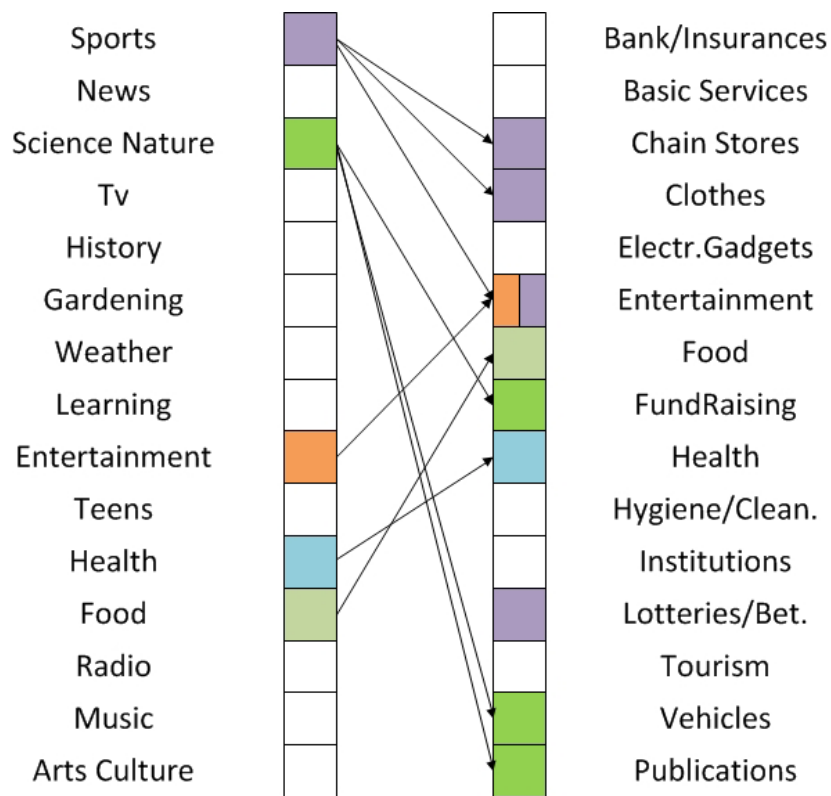 Sports
Bank/Insurances
News
Basic Services
Science Nature
Chain Stores
Tv
Clothes
History
Electr.Gadgets
Gardening
Entertainment
Weather
Food
Learning
FundRaising
Entertainment
Health
Teens
Hygiene/Clean.
Health
Institutions
Food
Lotteries/Bet.
Radio
Tourism
Music
Vehicles
Arts Culture
Publications